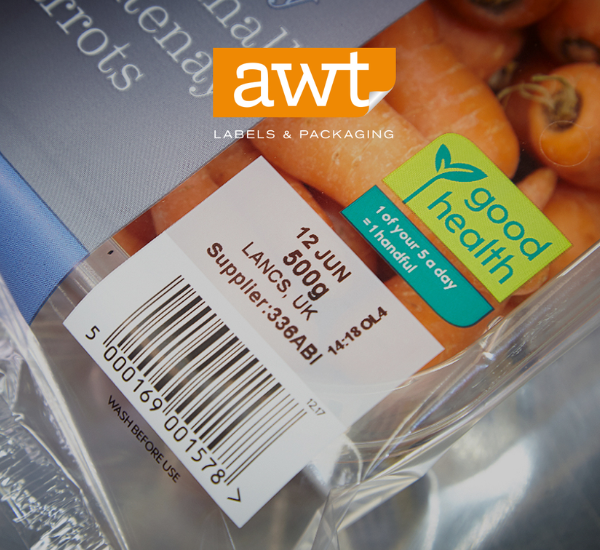 awt
LABELS & PACKAGING
good
health
1 of your 5 a day
=1 handful
12 JUN
500g
LANCS, UK
Supplier:336ABI
14:18 OL4
12.17
5 000169 001578 >
WASH BEFORE USE